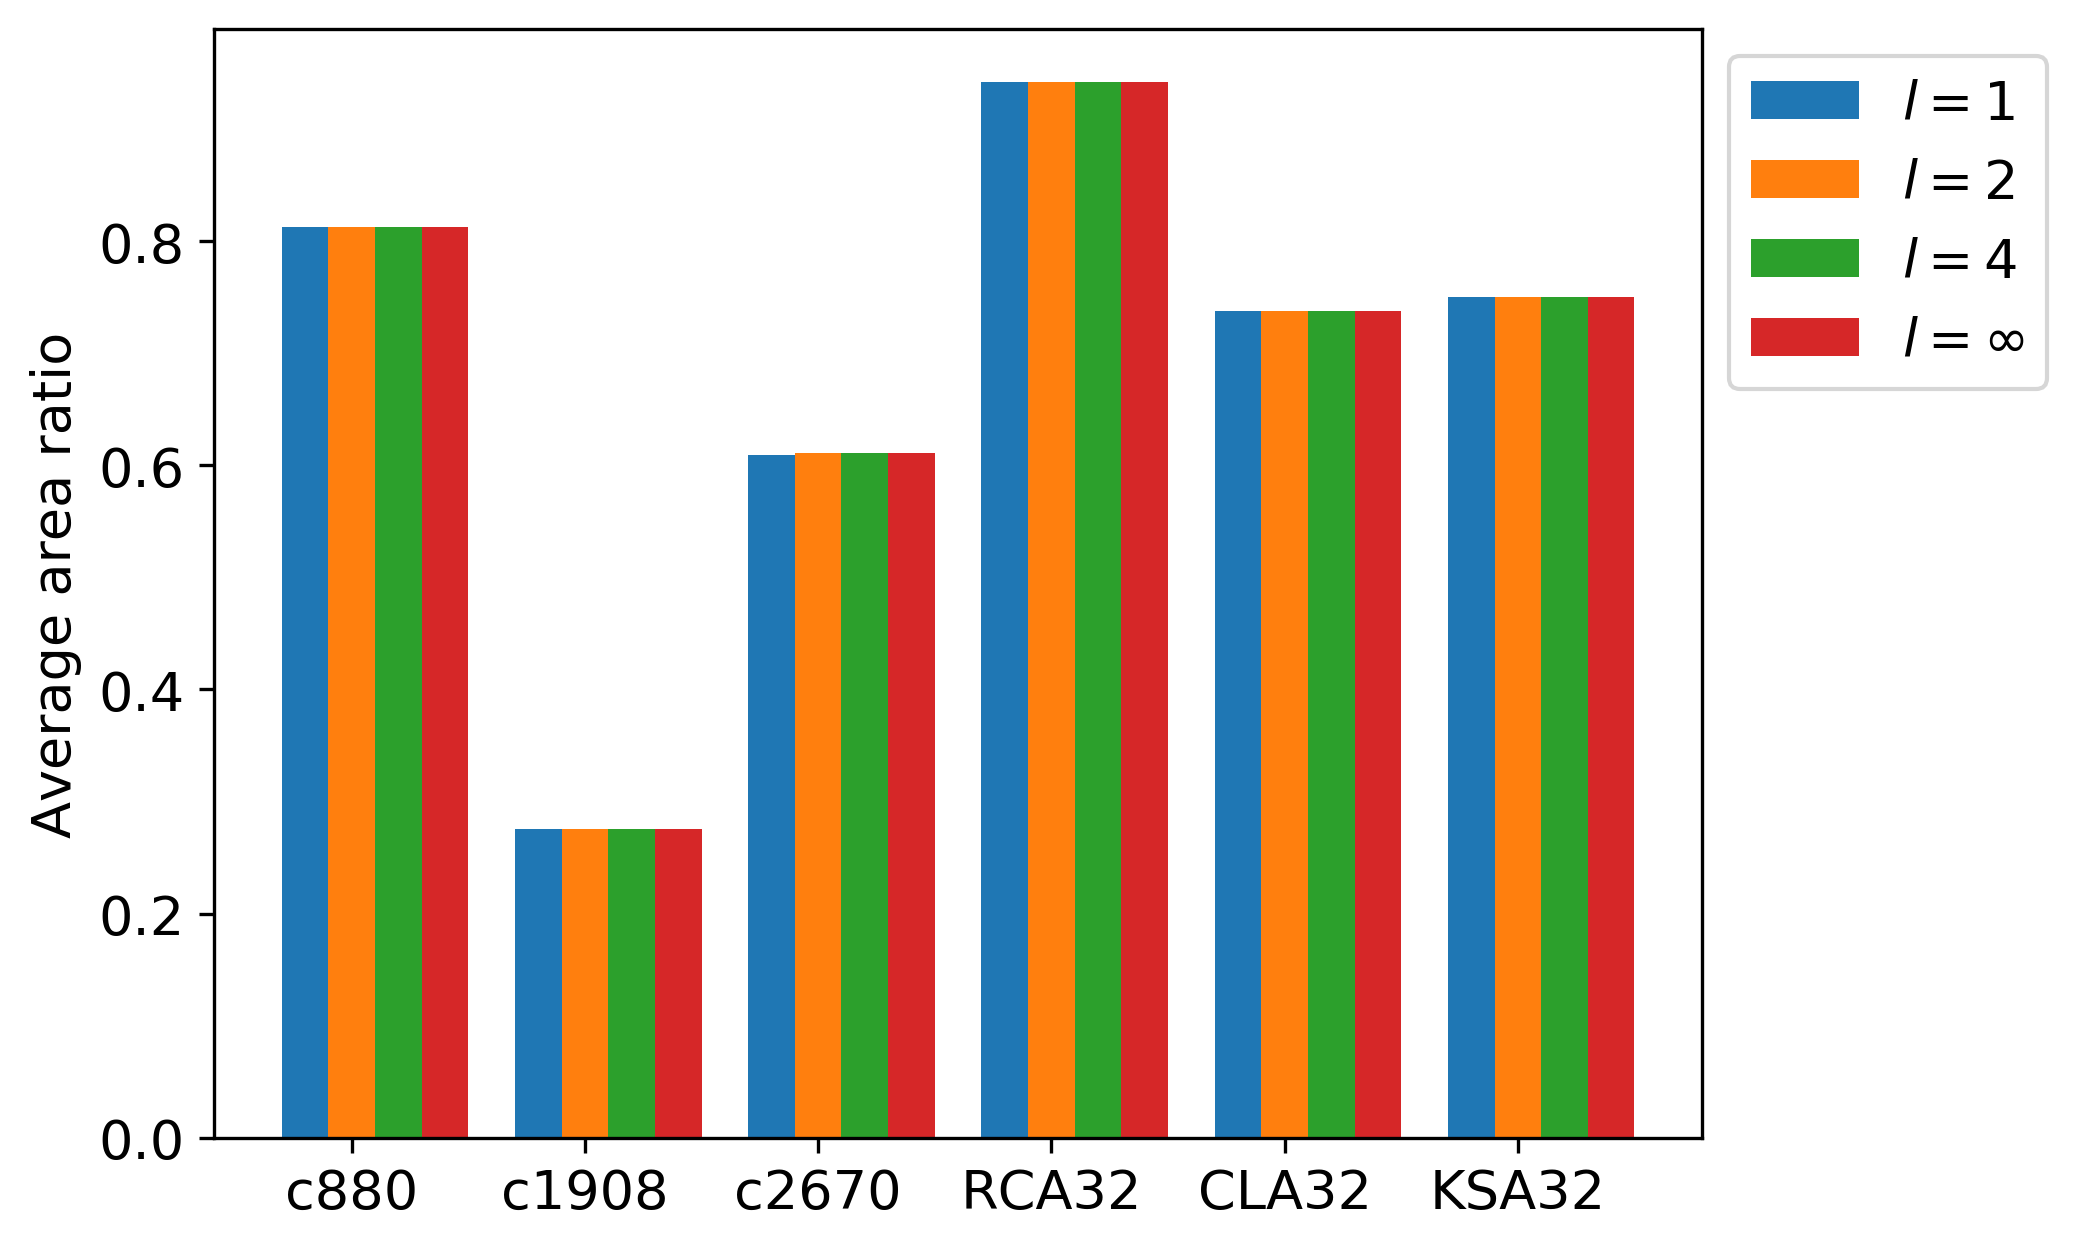 Average area ratio
0.8
0.6
0.4
0.2
0.0
c880 c1908 c2670 RCA32 CLA32 KSA32
l = 1
l = 2
l = 4
l = ∞